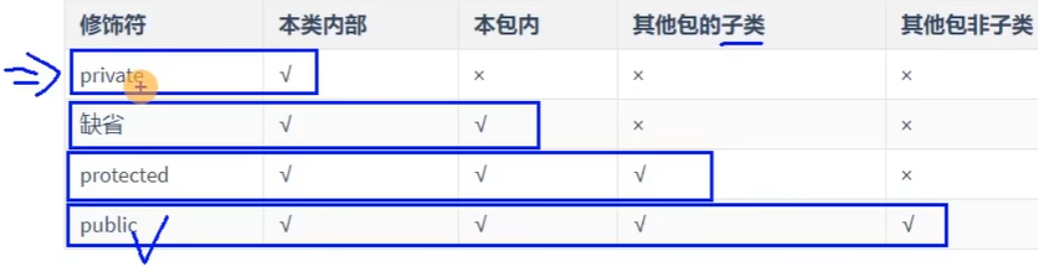 修饰符 本类内部 本包内 其他包的子类 其他包非子类
private √ × × ×
缺省 √ √ × ×
protected √ √ √ ×
public √ √ √ √